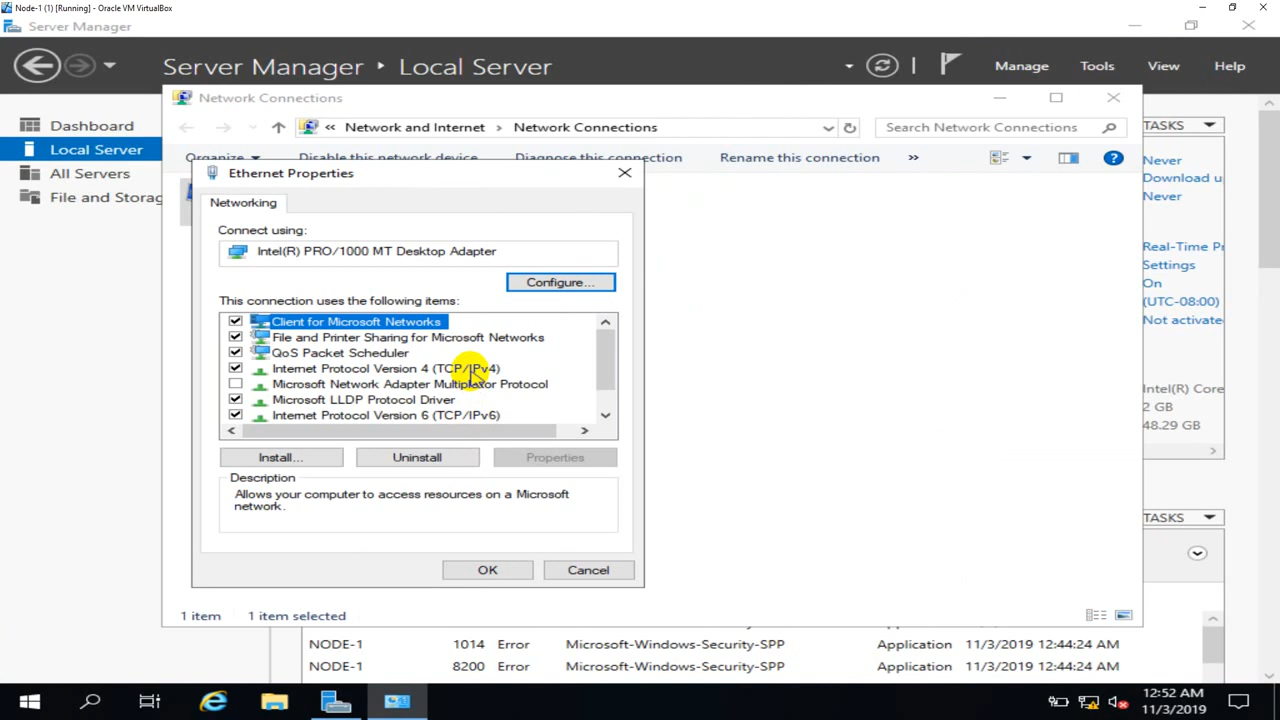 Node-1 (1) [Running] - Oracle VM VirtualBox
Server Manager
Server Manager ‣ Local Server
Manage Tools View Help
Dashboard
Local Server
All Servers
File and Storag
Network Connections
« Network and Internet › Network Connections
Search Network Connections
Organize Disable this network device Diagnose this connection Rename this connection »
Ethernet Properties
Networking
Connect using:
Intel(R) PRO/1000 MT Desktop Adapter
Configure...
This connection uses the following items:
Client for Microsoft Networks
File and Printer Sharing for Microsoft Networks
QoS Packet Scheduler
Internet Protocol Version 4 (TCP/IPv4)
Microsoft Network Adapter Multiplexor Protocol
Microsoft LLDP Protocol Driver
Internet Protocol Version 6 (TCP/IPv6)
Install... Uninstall Properties
Description
Allows your computer to access resources on a Microsoft
network.
OK Cancel
1 item 1 item selected
TASKS
Never
Download u
Never
Real-Time Pr
Settings
On
(UTC-08:00)
Not activate
Intel(R) Core
2 GB
48.29 GB
TASKS
NODE-1 1014 Error Microsoft-Windows-Security-SPP Application 11/3/2019 12:44:24 AM
NODE-1 8200 Error Microsoft-Windows-Security-SPP Application 11/3/2019 12:44:24 AM
12:52 AM
11/3/2019